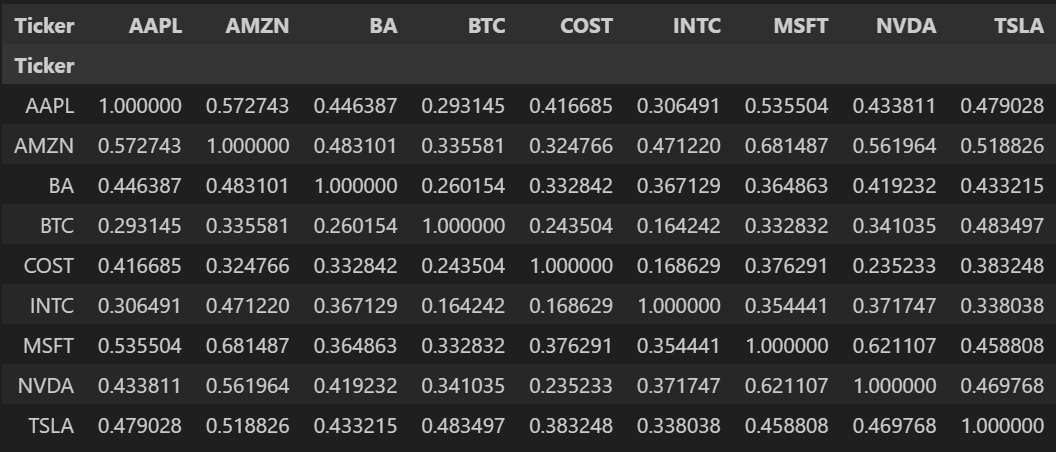 Ticker AAPL AMZN BA BTC COST INTC MSFT NVDA TSLA
Ticker
AAPL 1.000000 0.572743 0.446387 0.293145 0.416685 0.306491 0.535504 0.433811 0.479028
AMZN 0.572743 1.000000 0.483101 0.335581 0.324766 0.471220 0.681487 0.561964 0.518826
BA 0.446387 0.483101 1.000000 0.260154 0.332842 0.367129 0.364863 0.419232 0.433215
BTC 0.293145 0.335581 0.260154 1.000000 0.243504 0.164242 0.332832 0.341035 0.483497
COST 0.416685 0.324766 0.332842 0.243504 1.000000 0.168629 0.376291 0.235233 0.383248
INTC 0.306491 0.471220 0.367129 0.164242 0.168629 1.000000 0.354441 0.371747 0.338038
MSFT 0.535504 0.681487 0.364863 0.332832 0.376291 0.354441 1.000000 0.621107 0.458808
NVDA 0.433811 0.561964 0.419232 0.341035 0.235233 0.371747 0.621107 1.000000 0.469768
TSLA 0.479028 0.518826 0.433215 0.483497 0.383248 0.338038 0.458808 0.469768 1.000000